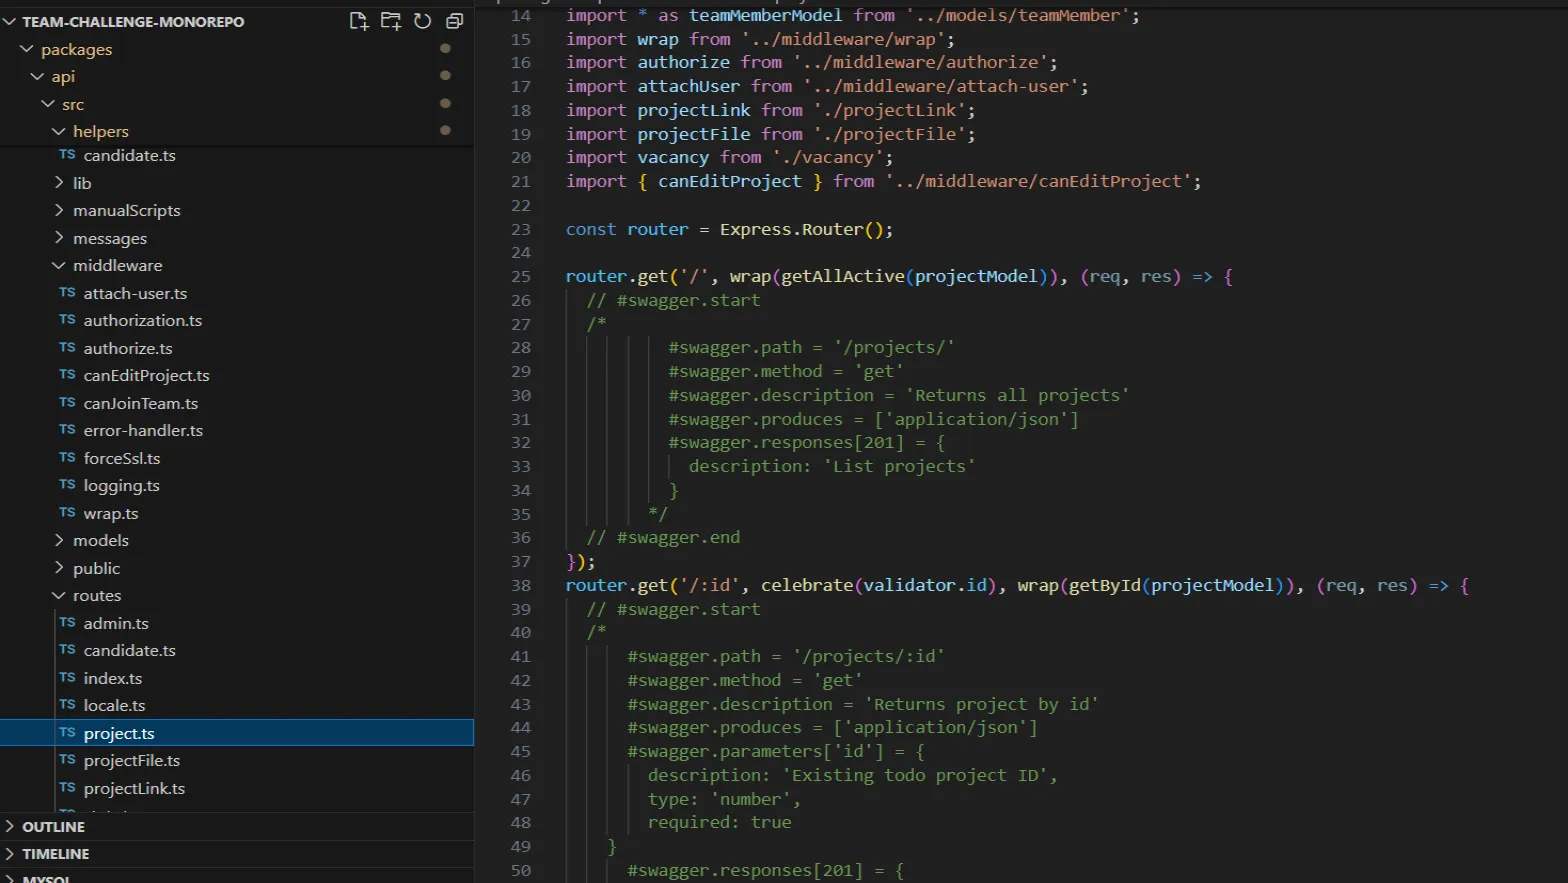 TEAM-CHALLENGE-MONOREPO
packages
api
src
helpers
TS candidate.ts
lib
manualScripts
messages
middleware
TS attach-user.ts
TS authorization.ts
TS authorize.ts
TS canEditProject.ts
TS canJoinTeam.ts
TS error-handler.ts
TS forceSsl.ts
TS logging.ts
TS wrap.ts
models
public
routes
TS admin.ts
TS candidate.ts
TS index.ts
TS locale.ts
TS project.ts
TS projectFile.ts
TS projectLink.ts
OUTLINE
TIMELINE
MYSQL
14 import * as teamMemberModel from '../models/teamMember';
15 import wrap from '../middleware/wrap';
16 import authorize from '../middleware/authorize';
17 import attachUser from '../middleware/attach-user';
18 import projectLink from './projectLink';
19 import projectFile from './projectFile';
20 import vacancy from './vacancy';
21 import { canEditProject } from '../middleware/canEditProject';
22
23 const router = Express.Router();
24
25 router.get('/', wrap(getAllActive(projectModel)), (req, res) => {
26 // #swagger.start
27 /*
28 #swagger.path = '/projects/'
29 #swagger.method = 'get'
30 #swagger.description = 'Returns all projects'
31 #swagger.produces = ['application/json']
32 #swagger.responses[201] = {
33 description: 'List projects'
34 }
35 */
36 // #swagger.end
37 });
38 router.get('/:id', celebrate(validator.id), wrap(getById(projectModel)), (req, res) => {
39 // #swagger.start
40 /*
41 #swagger.path = '/projects/:id'
42 #swagger.method = 'get'
43 #swagger.description = 'Returns project by id'
44 #swagger.produces = ['application/json']
45 #swagger.parameters['id'] = {
46 description: 'Existing todo project ID',
47 type: 'number',
48 required: true
49 }
50 #swagger.responses[201] = {